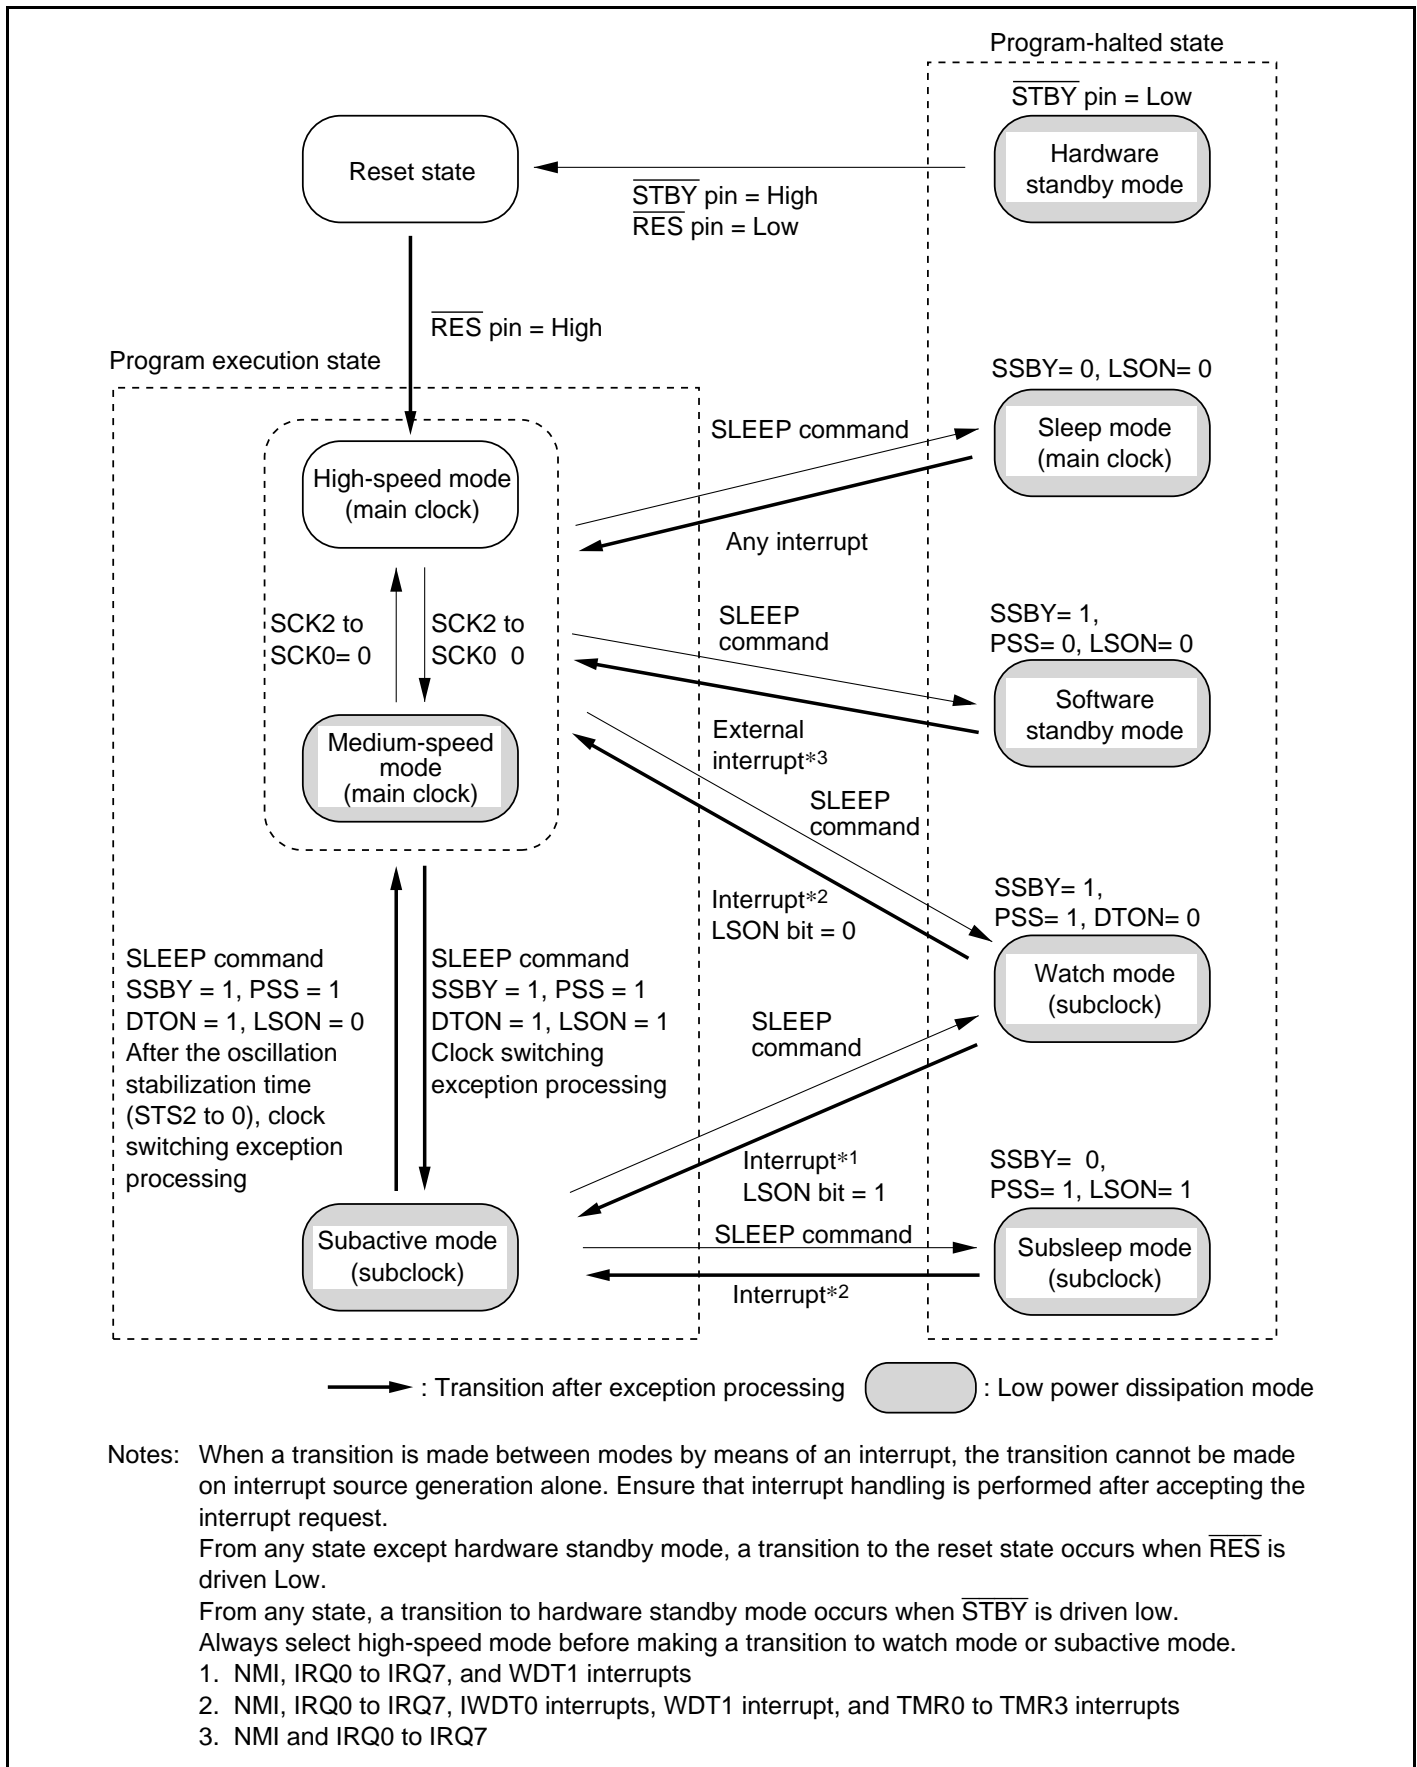 Program-halted state
STBY pin = Low
Reset state
Hardware
standby mode
STBY pin = High
RES pin = Low
RES pin = High
Program execution state
SSBY= 0, LSON= 0
SLEEP command
Sleep mode
(main clock)
High-speed mode
(main clock)
Any interrupt
SCK2 to
SCK0= 0
SCK2 to
SCK0 0
SLEEP
command
SSBY= 1,
PSS= 0, LSON= 0
Software
standby mode
Medium-speed
mode
(main clock)
External
interrupt*3
SLEEP
command
Interrupt*2
LSON bit = 0
SSBY= 1,
PSS= 1, DTON= 0
Watch mode
(subclock)
SLEEP command
SSBY = 1, PSS = 1
DTON = 1, LSON = 0
After the oscillation
stabilization time
(STS2 to 0), clock
switching exception
processing
SLEEP command
SSBY = 1, PSS = 1
DTON = 1, LSON = 1
Clock switching
exception processing
SLEEP
command
Interrupt*1
LSON bit = 1
SSBY= 0,
PSS= 1, LSON= 1
Subactive mode
(subclock)
SLEEP command
Subsleep mode
(subclock)
Interrupt*2
: Transition after exception processing
: Low power dissipation mode
Notes: When a transition is made between modes by means of an interrupt, the transition cannot be made
on interrupt source generation alone. Ensure that interrupt handling is performed after accepting the
interrupt request.
From any state except hardware standby mode, a transition to the reset state occurs when RES is
driven Low.
From any state, a transition to hardware standby mode occurs when STBY is driven low.
Always select high-speed mode before making a transition to watch mode or subactive mode.
1. NMI, IRQ0 to IRQ7, and WDT1 interrupts
2. NMI, IRQ0 to IRQ7, IWDT0 interrupts, WDT1 interrupt, and TMR0 to TMR3 interrupts
3. NMI and IRQ0 to IRQ7